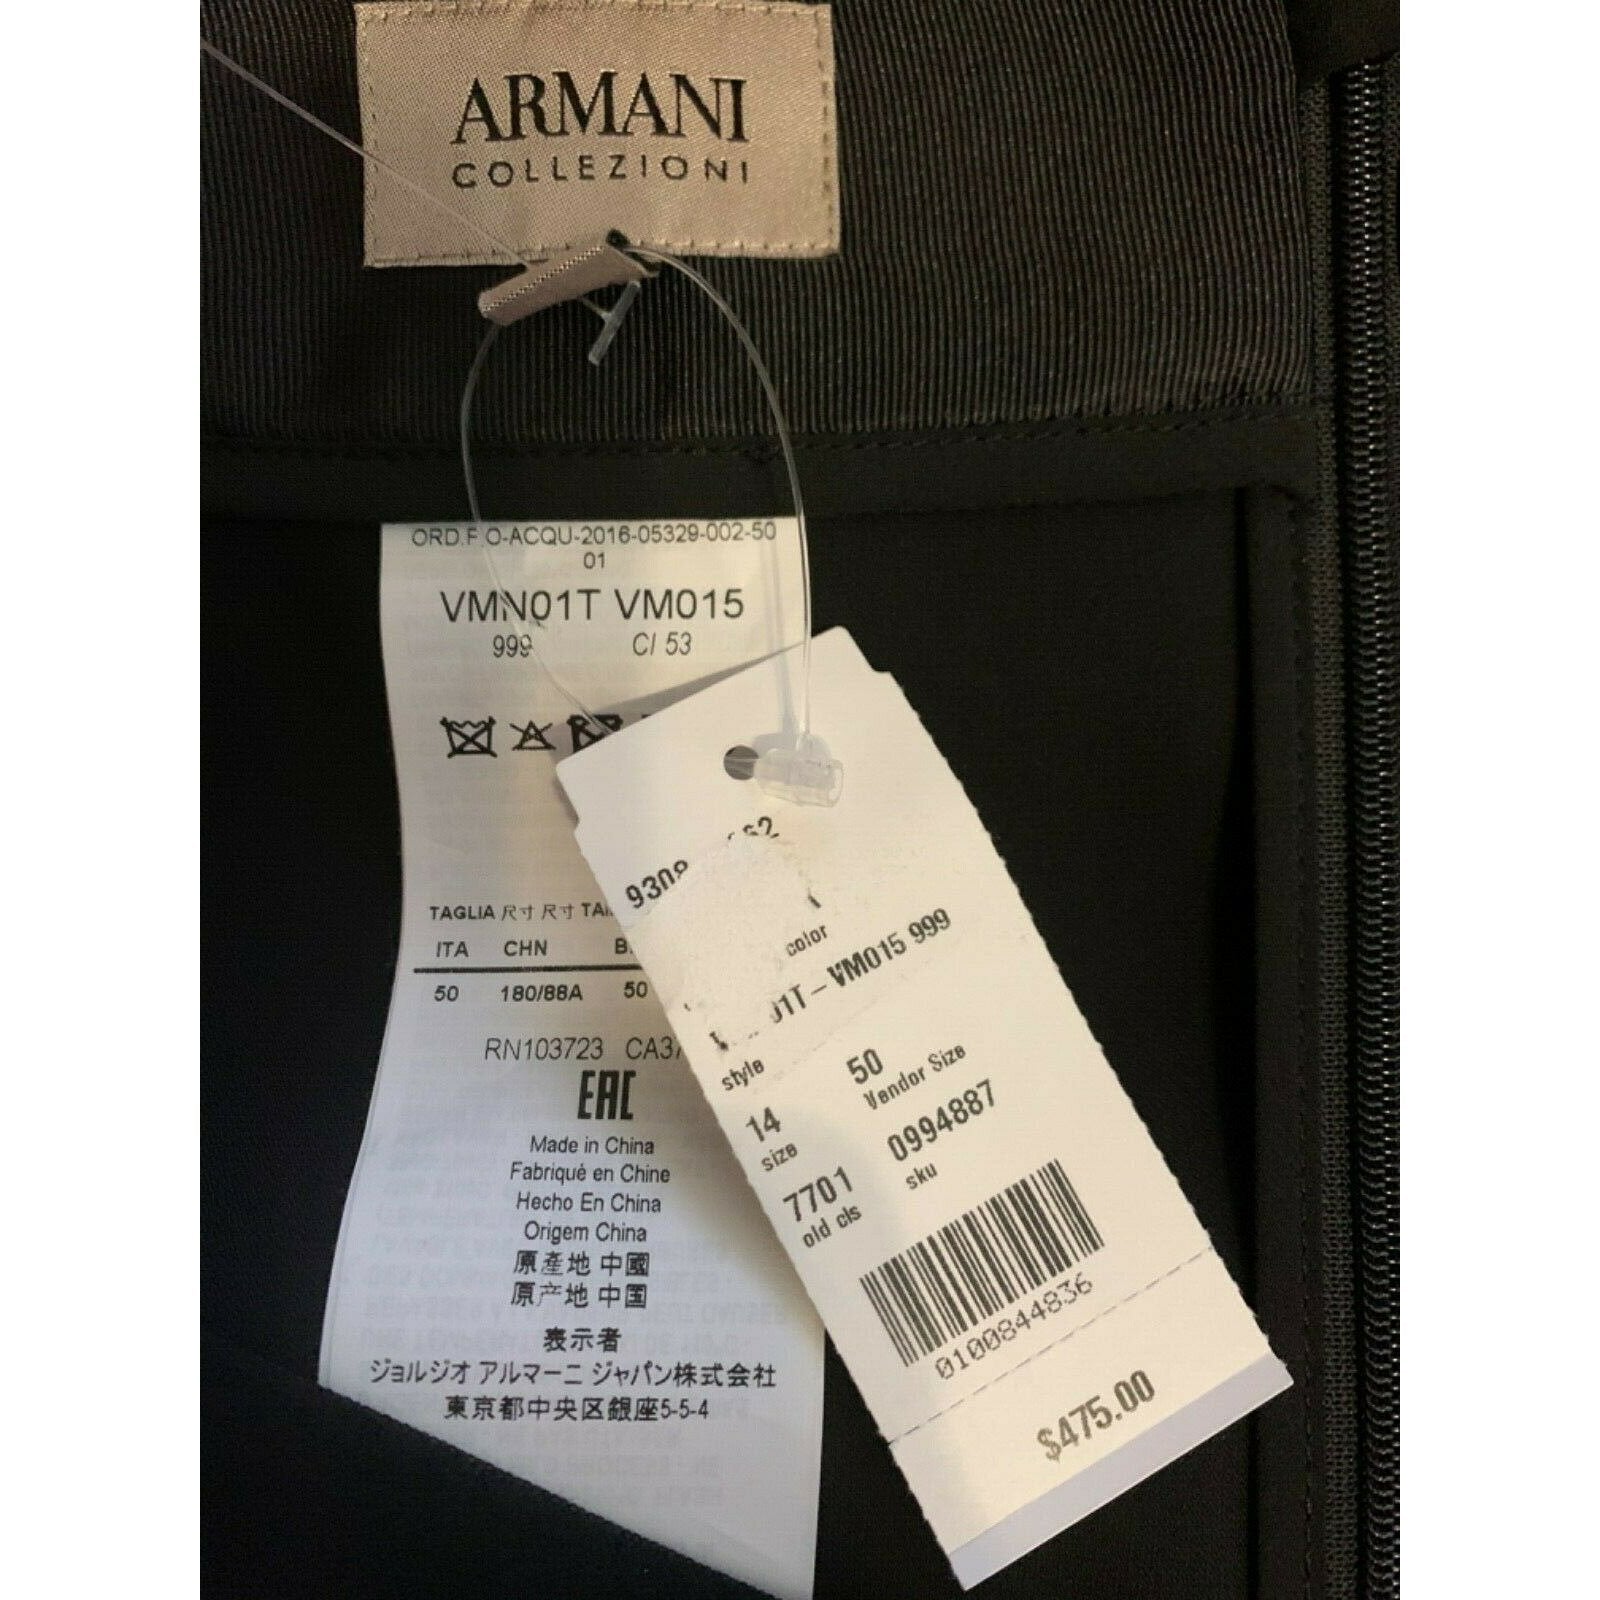 ARMANI
COLLEZIONI
ORD.F.O-ACQU-2016-05329-002-50
01
VMN01T VM015
999 C/ 53
TAGLIA 尺寸 尺寸
ITA CHN
50 180/88A 50
RN103723
EAC
Made in China
Fabriqué en Chine
Hecho En China
Origem China
原產地 中國
原产地 中国
表示者
ジョルジオ アルマーニ ジャパン株式会社
東京都中央区銀座5-5-4
color
VM015 999
style
14 50
size Vendor Size
7701 0994887
old cls sku
0100844836
$475.00